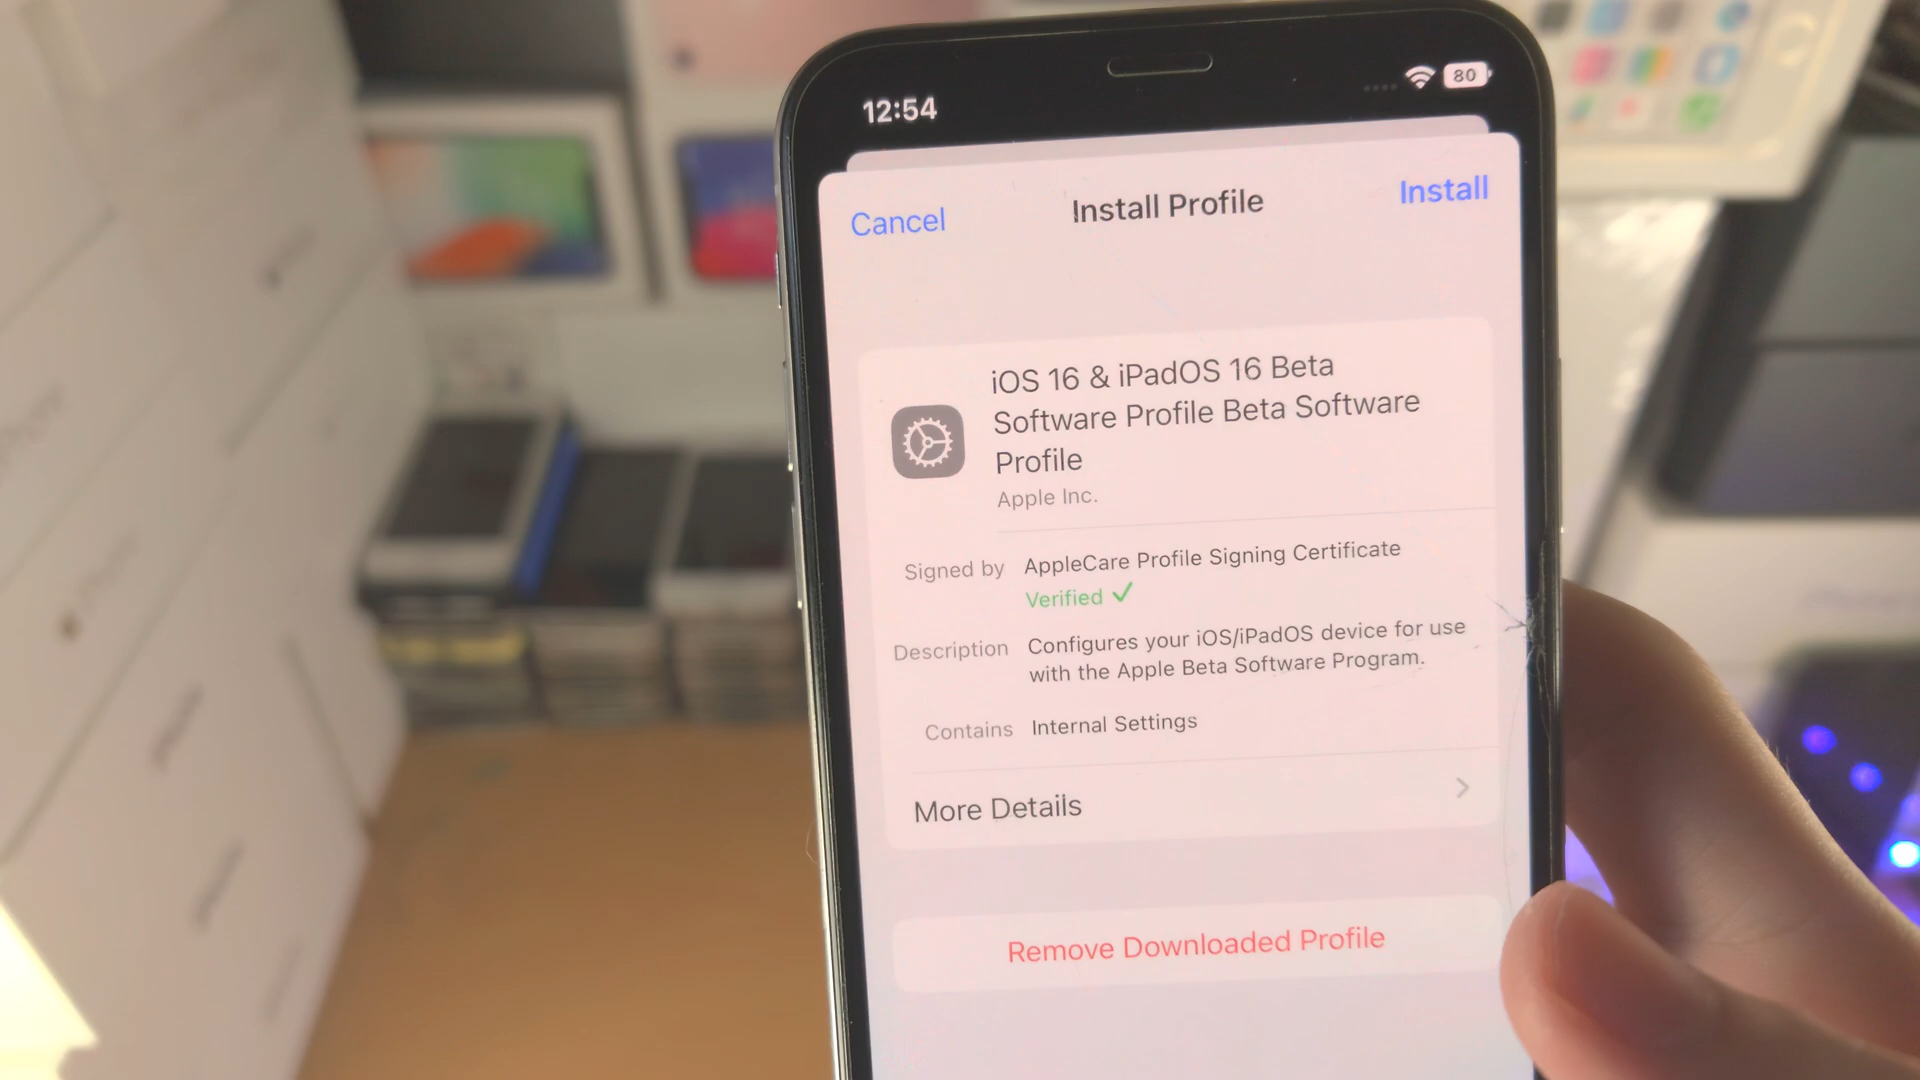 12:54
80
Cancel
Install Profile
Install
iOS 16 & iPadOS 16 Beta
Software Profile Beta Software
Profile
Apple Inc.
Signed by
AppleCare Profile Signing Certificate
Verified ✓
Description
Configures your iOS/iPadOS device for use
with the Apple Beta Software Program.
Contains
Internal Settings
More Details
Remove Downloaded Profile